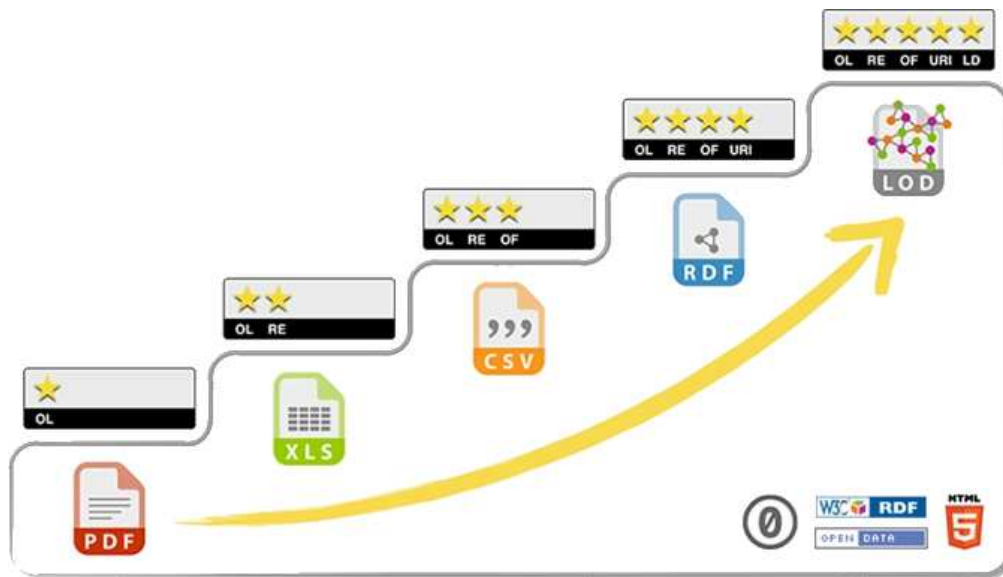 OL RE OF URI LD
LOD
OL RE OF URI
RDF
OL RE OF
CSV
OL RE
XLS
OL
PDF
0
W3C RDF
OPEN DATA
HTML
5